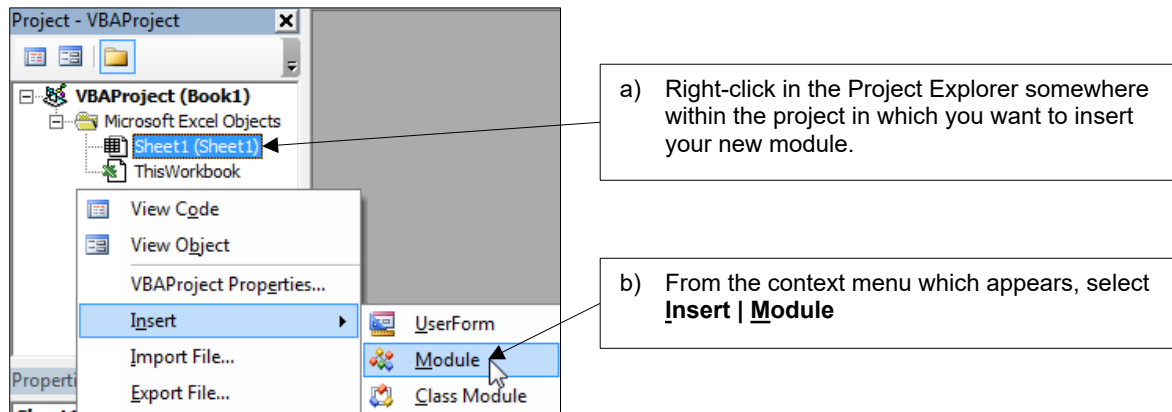 Project - VBAProject
VBAProject (Book1)
Microsoft Excel Objects
Sheet1 (Sheet1)
ThisWorkbook
View Code
View Object
VBAProject Properties...
Insert
Import File...
Export File...
UserForm
Module
Class Module
Properti
a) Right-click in the Project Explorer somewhere
within the project in which you want to insert
your new module.
b) From the context menu which appears, select
Insert | Module